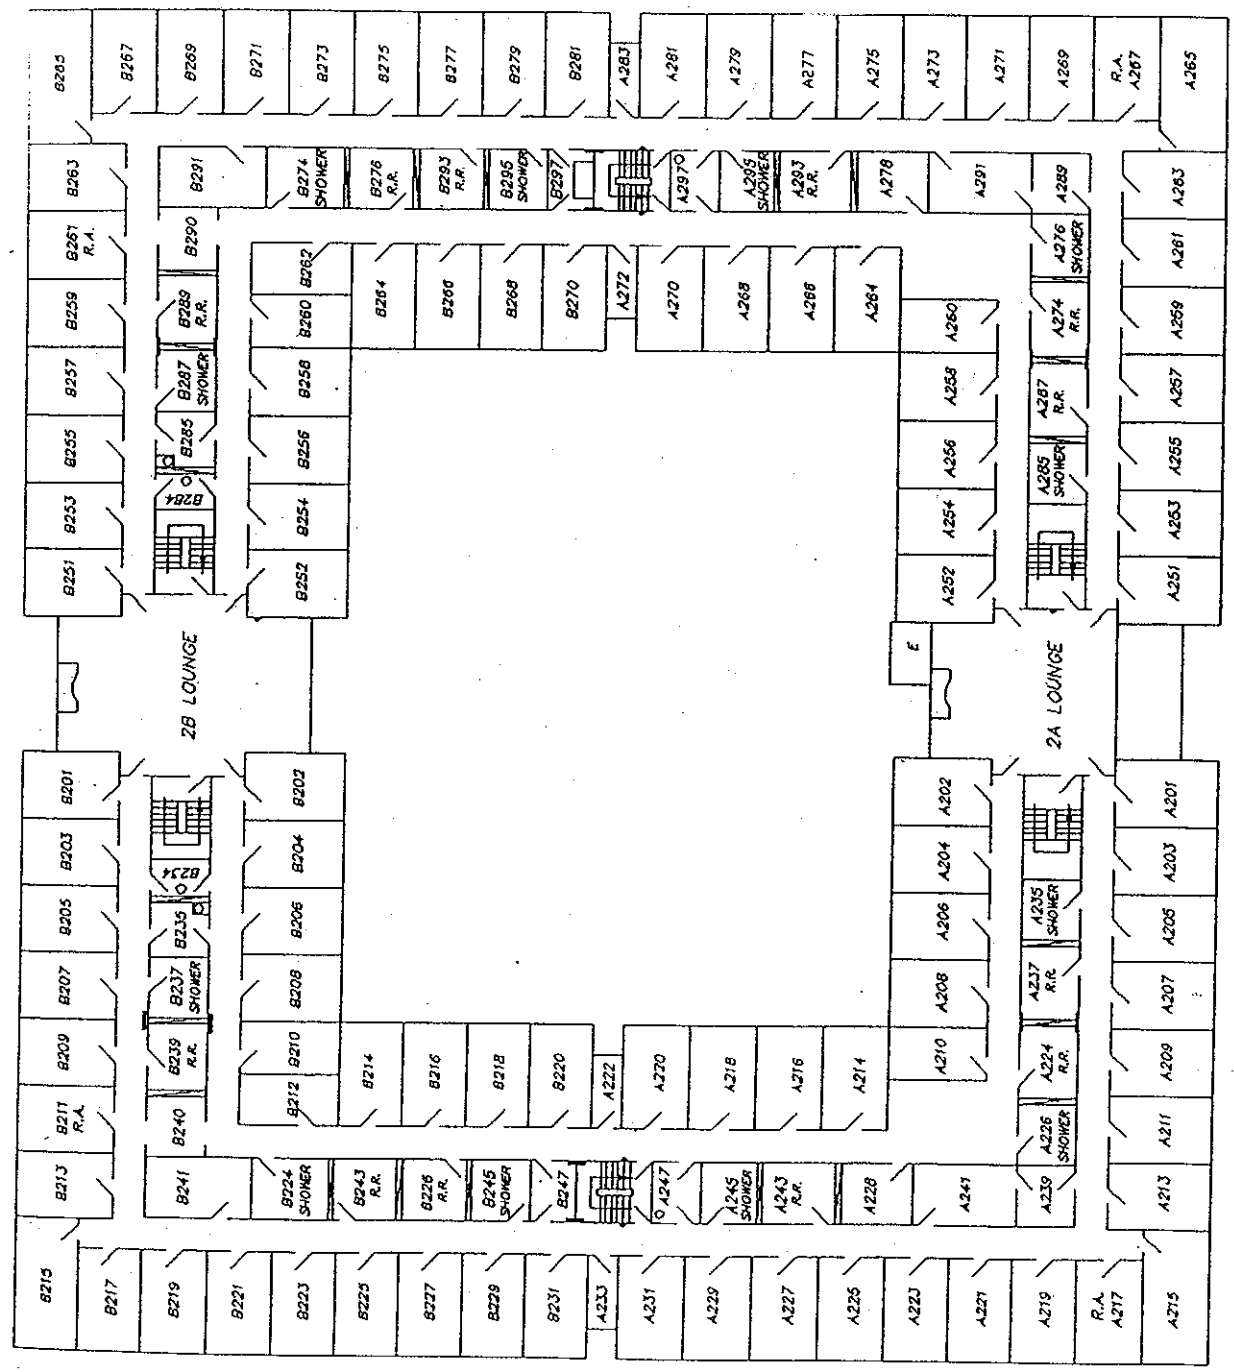 B265
B267
B269
B271
B273
B275
B277
B279
B281
A283
A281
A279
A277
A275
A273
A271
A269
R.A.
A267
A265
B263
B291
B274
SHOWER
B276
R.R.
B293
R.R.
B295
SHOWER
B297
A297
A295
SHOWER
A293
R.R.
A278
A291
A289
A263
B261
R.A.
B290
B262
B264
B266
B268
B270
A272
A270
A268
A266
A264
A276
SHOWER
A261
B259
B289
R.R.
B260
A260
A274
R.R.
A259
B257
B287
SHOWER
B258
A258
A287
R.R.
A257
B255
B285
B256
A256
A285
SHOWER
A255
B253
B284
B254
A254
A253
B251
B252
A252
A251
2B LOUNGE
E
2A LOUNGE
B201
B202
A202
A201
B203
B234
B204
A204
A203
B205
B235
B206
A206
A235
SHOWER
A205
B207
B237
SHOWER
B208
A208
A237
R.R.
A207
B209
B239
R.R.
B210
A210
A224
R.R.
A209
B211
R.A.
B240
B212
B214
B216
B218
B220
A222
A220
A218
A216
A214
A226
SHOWER
A211
B213
B241
B224
SHOWER
B243
R.R.
B226
R.R.
B245
SHOWER
B247
A247
A245
SHOWER
A243
R.R.
A228
A241
A239
A213
B215
B217
B219
B221
B223
B225
B227
B229
B231
A233
A231
A229
A227
A225
A223
A221
A219
R.A.
A217
A215